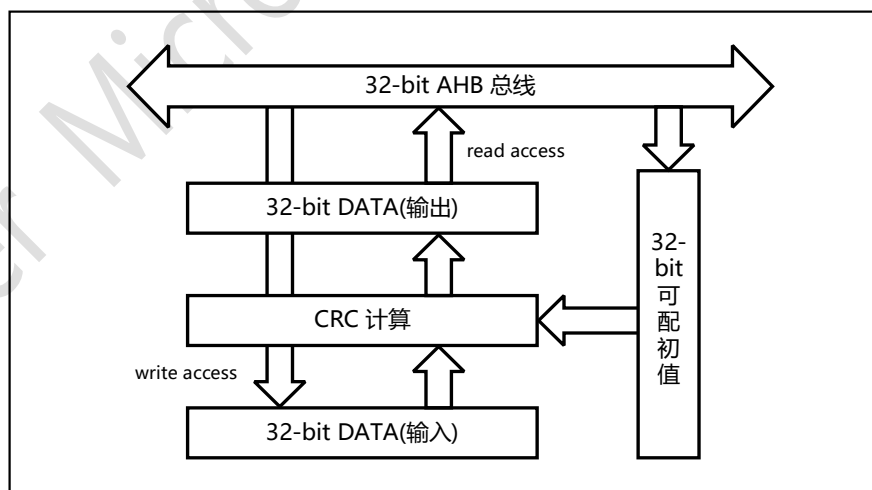 32-bit AHB 总线
read access
32-bit DATA(输出)
32-
bit
可
配
初
值
CRC 计算
write access
32-bit DATA(输入)